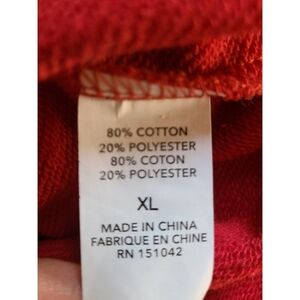 80% COTTON
20% POLYESTER
80% COTON
20% POLYESTER
XL
MADE IN CHINA
FABRIQUE EN CHINE
RN 151042